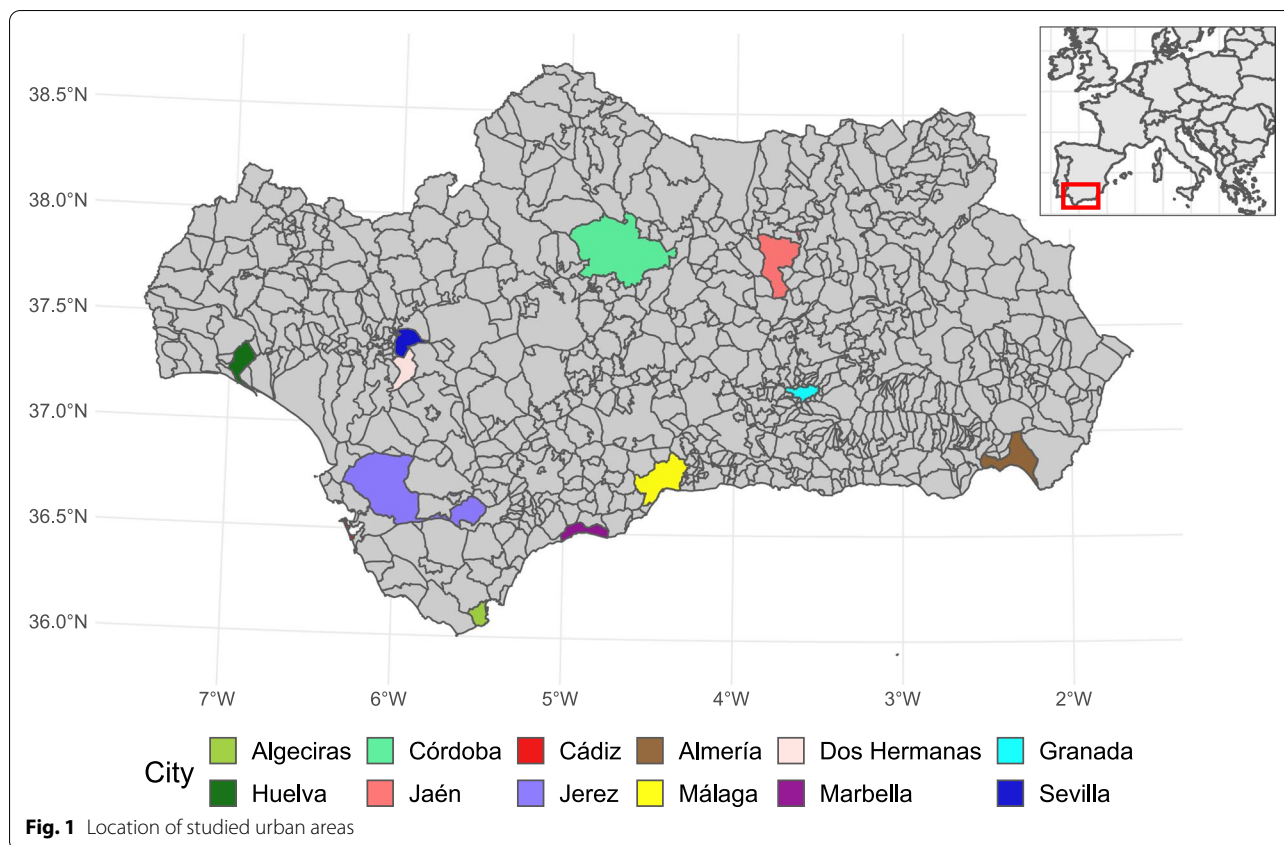 38.5°N
38.0°N
37.5°N
37.0°N
36.5°N
36.0°N
7°W 6°W 5°W 4°W 3°W 2°W
City
Algeciras Córdoba Cádiz Almería Dos Hermanas Granada
Huelva Jaén Jerez Málaga Marbella Sevilla
Fig. 1 Location of studied urban areas